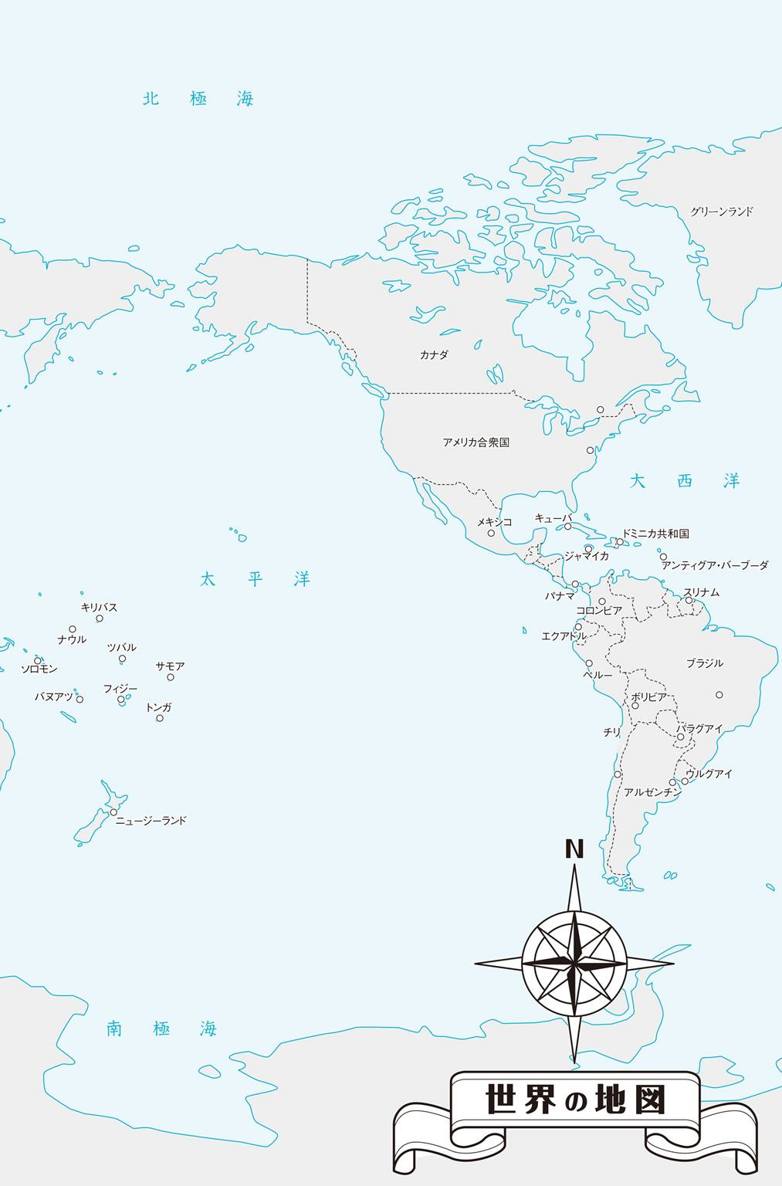 北極海
グリーンランド
カナダ
アメリカ合衆国
大西洋
メキシコ
キューバ
ドミニカ共和国
ジャマイカ
アンティグア・バーブーダ
太平洋
パナマ
スリナム
コロンビア
キリバス
ナウル
エクアドル
ツバル
ソロモン
サモア
ブラジル
ペルー
バヌアツ
フィジー
ボリビア
トンガ
チリ
パラグアイ
ウルグアイ
アルゼンチン
ニュージーランド
N
南極海
世界の地図